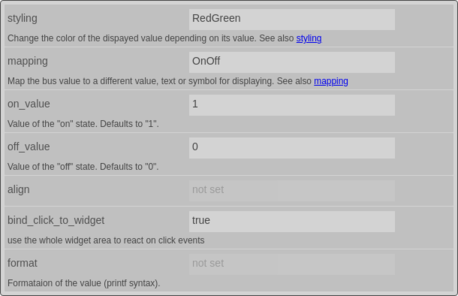 styling RedGreen
Change the color of the dispayed value depending on its value. See also styling
mapping OnOff
Map the bus value to a different value, text or symbol for displaying. See also mapping
on_value 1
Value of the "on" state. Defaults to "1".
off_value 0
Value of the "off" state. Defaults to "0".
align not set
bind_click_to_widget true
use the whole widget area to react on click events
format not set
Formataion of the value (printf syntax).